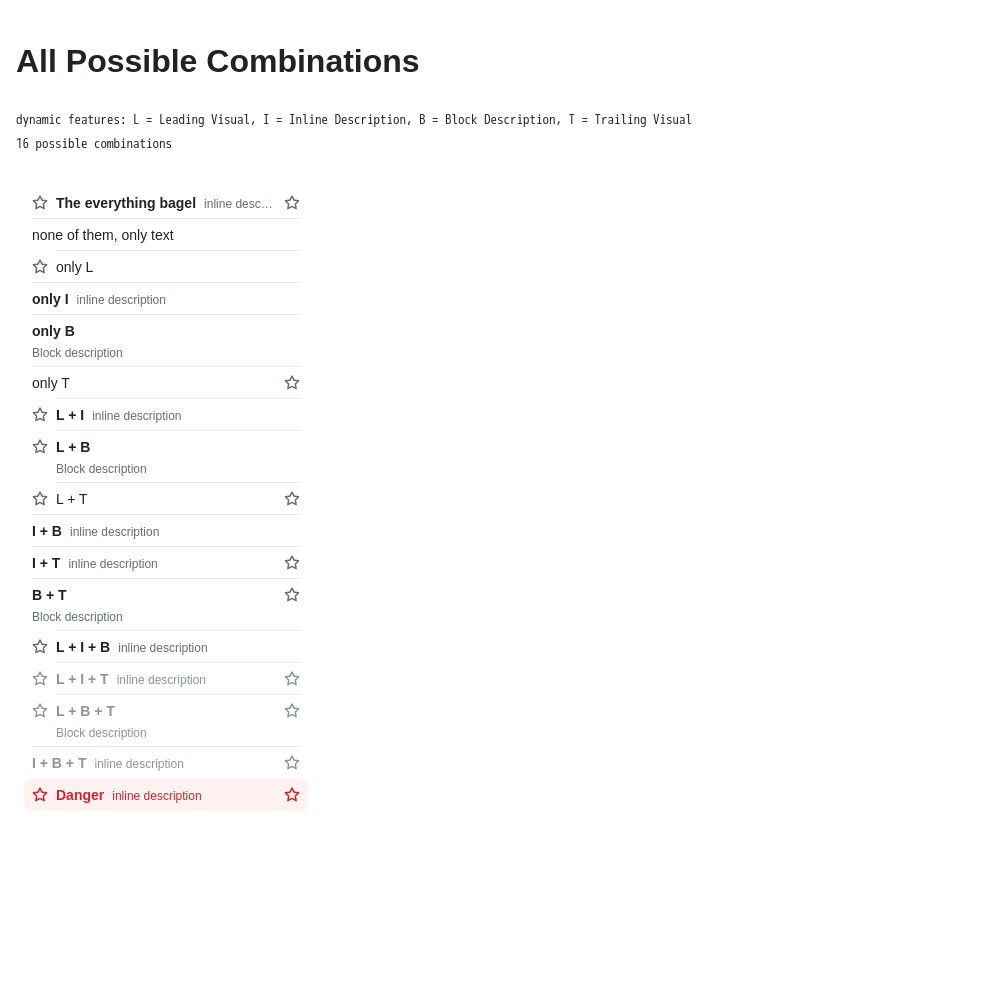 All Possible Combinations
dynamic features: L = Leading Visual, I = Inline Description, B = Block Description, T = Trailing Visual
16 possible combinations
The everything bagel inline desc…
none of them, only text
only L
only I inline description
only B
Block description
only T
L + I inline description
L + B
Block description
L + T
I + B inline description
I + T inline description
B + T
Block description
L + I + B inline description
L + I + T inline description
L + B + T
Block description
I + B + T inline description
Danger inline description